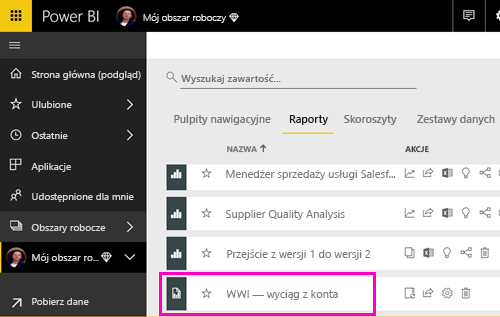 Power BI
Mój obszar roboczy
Strona główna (podgląd)
Ulubione
Ostatnie
Aplikacje
Udostępnione dla mnie
Obszary robocze
Mój obszar ro...
Pobierz dane
Wyszukaj zawartość...
Pulpity nawigacyjne Raporty Skoroszyty Zestawy danych
NAZWA AKCJE
Menedżer sprzedaży usługi Salesf...
Supplier Quality Analysis
Przejście z wersji 1 do wersji 2
WWI — wyciąg z konta